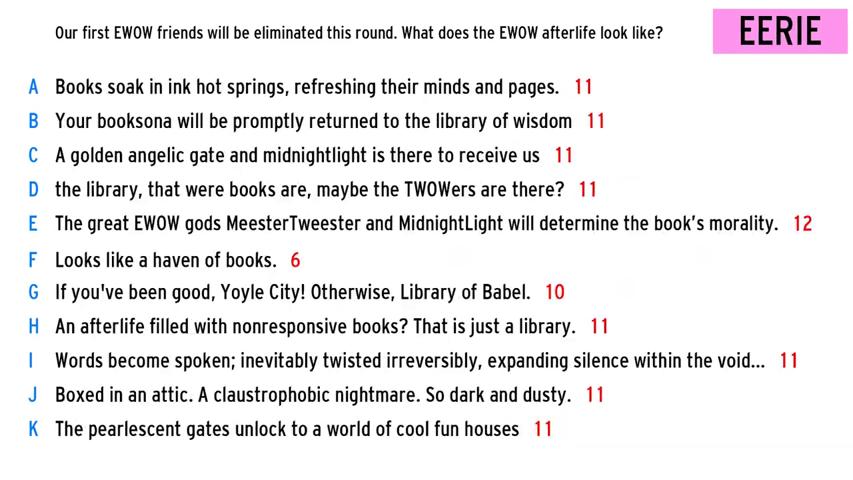 Our first EWOW friends will be eliminated this round. What does the EWOW afterlife look like?
EERIE
A Books soak in ink hot springs, refreshing their minds and pages. 11
B Your booksona will be promptly returned to the library of wisdom 11
C A golden angelic gate and midnightlight is there to receive us 11
D the library, that were books are, maybe the TWOWers are there? 11
E The great EWOW gods MeesterTweester and MidnightLight will determine the book's morality. 12
F Looks like a haven of books. 6
G If you've been good, Yoyle City! Otherwise, Library of Babel. 10
H An afterlife filled with nonresponsive books? That is just a library. 11
I Words become spoken; inevitably twisted irreversibly, expanding silence within the void... 11
J Boxed in an attic. A claustrophobic nightmare. So dark and dusty. 11
K The pearlescent gates unlock to a world of cool fun houses 11